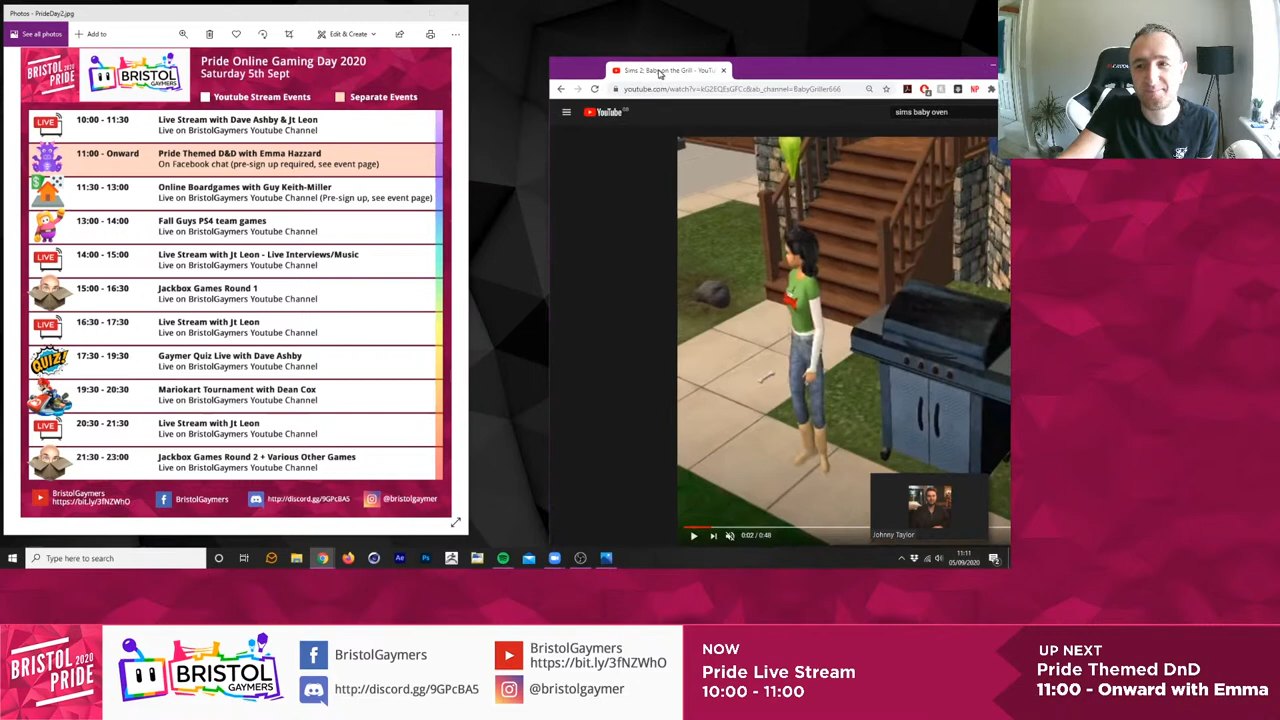 Photos - PrideDay2.jpg
See all photos
Add to
Edit & Create
BRISTOL PRIDE
BRISTOL GAYMERS
Pride Online Gaming Day 2020
Saturday 5th Sept
Youtube Stream Events
Separate Events
LIVE 10:00 - 11:30 Live Stream with Dave Ashby & Jt Leon
Live on BristolGaymers Youtube Channel
11:00 - Onward Pride Themed D&D with Emma Hazzard
On Facebook chat (pre-sign up required, see event page)
11:30 - 13:00 Online Boardgames with Guy Keith-Miller
Live on BristolGaymers Youtube Channel (Pre-sign up, see event page)
13:00 - 14:00 Fall Guys PS4 team games
Live on BristolGaymers Youtube Channel
LIVE 14:00 - 15:00 Live Stream with Jt Leon - Live Interviews/Music
Live on BristolGaymers Youtube Channel
15:00 - 16:30 Jackbox Games Round 1
Live on BristolGaymers Youtube Channel
LIVE 16:30 - 17:30 Live Stream with Jt Leon
Live on BristolGaymers Youtube Channel
QUIZ! 17:30 - 19:30 Gaymer Quiz Live with Dave Ashby
Live on BristolGaymers Youtube Channel
19:30 - 20:30 Mariokart Tournament with Dean Cox
Live on BristolGaymers Youtube Channel
LIVE 20:30 - 21:30 Live Stream with Jt Leon
Live on BristolGaymers Youtube Channel
21:30 - 23:00 Jackbox Games Round 2 + Various Other Games
Live on BristolGaymers Youtube Channel
BristolGaymers
https://bit.ly/3fNZWhO
BristolGaymers
http://discord.gg/9GPcBA5
@bristolgaymer
Sims 2: Baby on the Grill - YouTu
youtube.com/watch?v=kG2EQEsGFCc&ab_channel=BabyGriller666
YouTube
sims baby oven
0:02 / 0:48
Johnny Taylor
Type here to search
11:11
05/09/2020
BRISTOL 2020
PRIDE
BRISTOL
GAYMERS
BristolGaymers
http://discord.gg/9GPcBA5
BristolGaymers
https://bit.ly/3fNZWhO
@bristolgaymer
NOW
Pride Live Stream
10:00 - 11:00
UP NEXT
Pride Themed DnD
11:00 - Onward with Emma